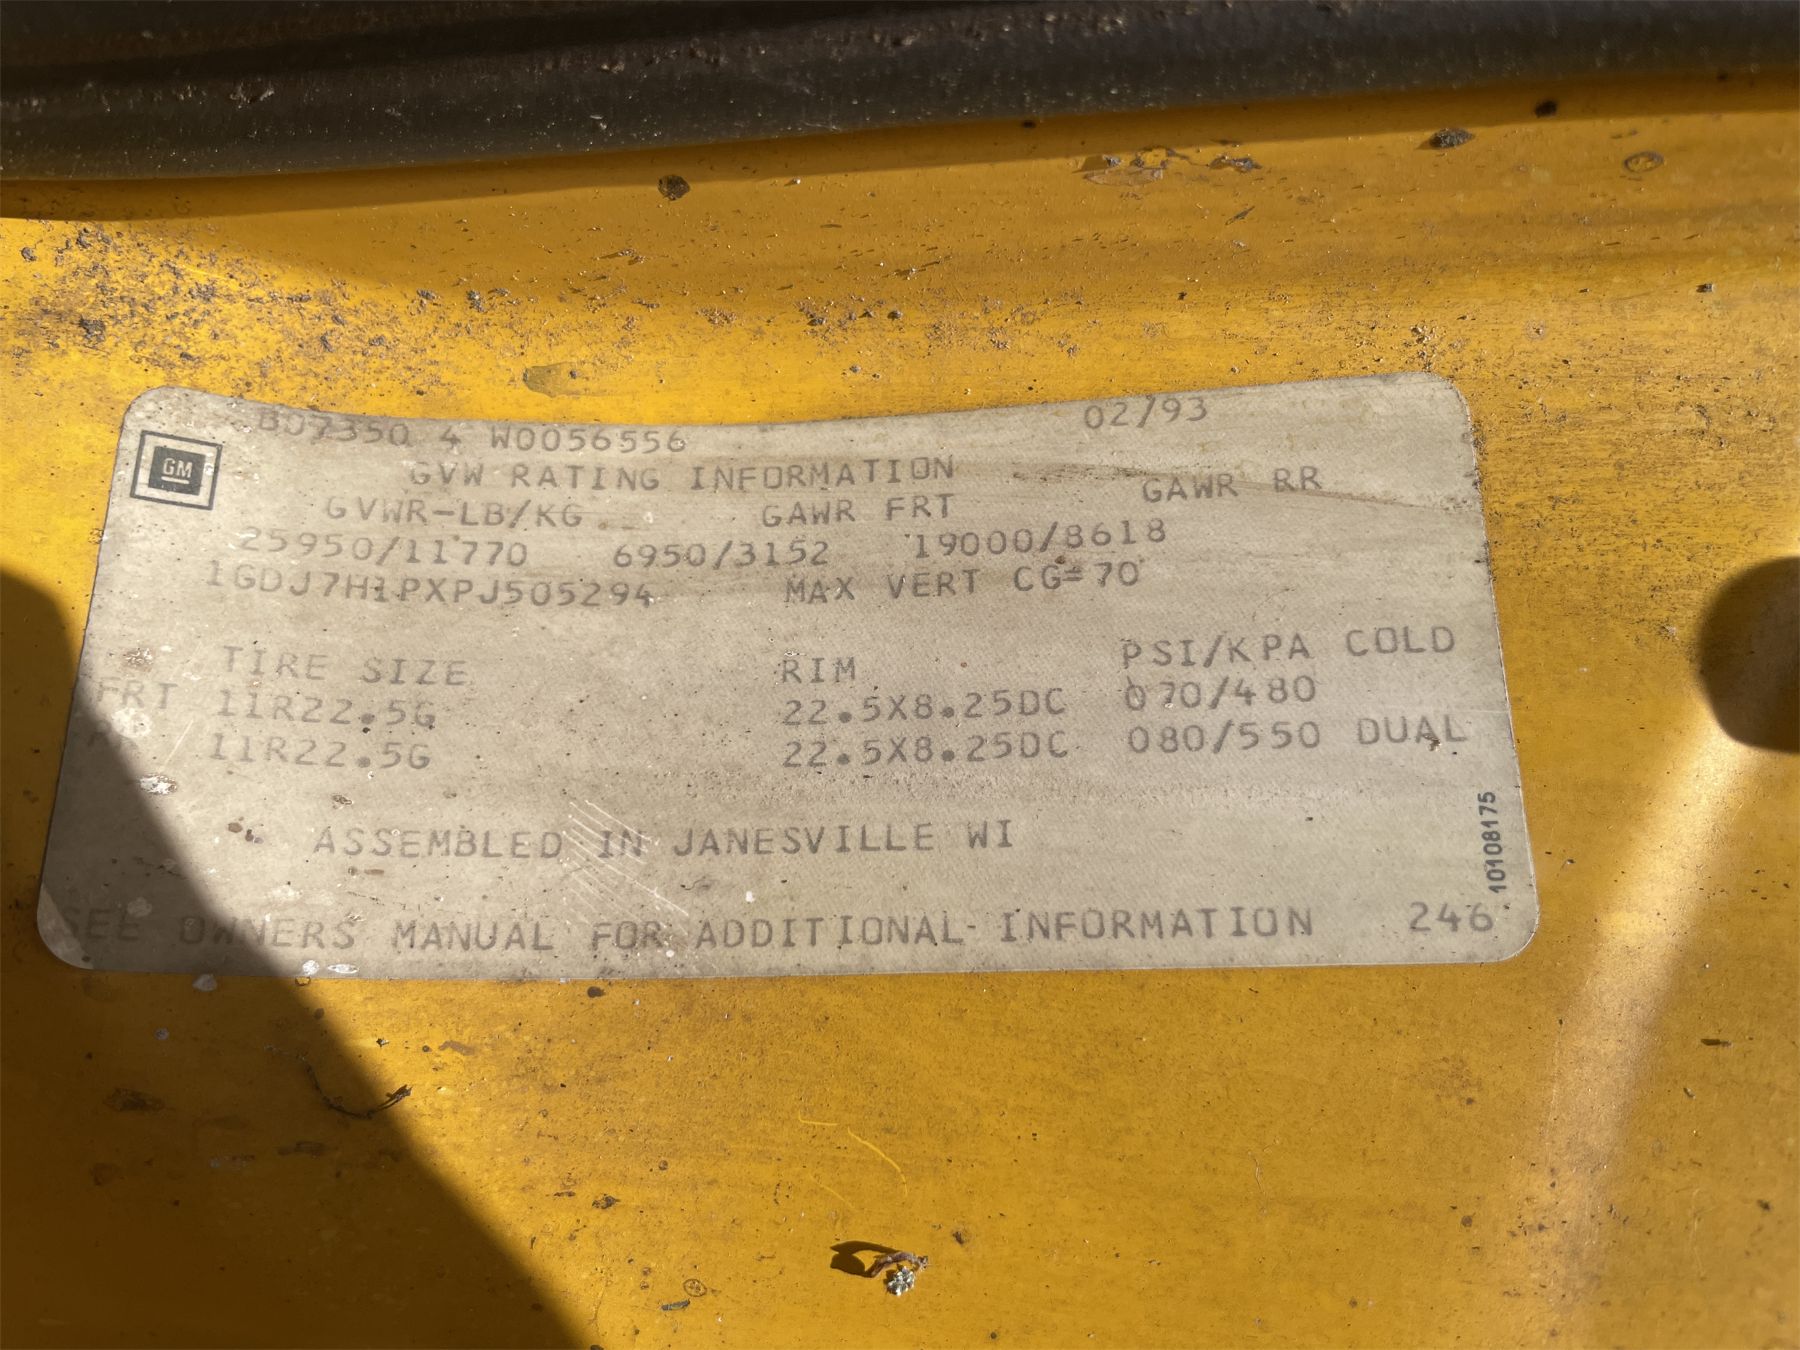 GM
B07350 4 W0056556 02/93
GVW RATING INFORMATION
GVWR-LB/KG GAWR FRT GAWR RR
25950/11770 6950/3152 19000/8618
1GDJ7H1PXPJ505294 MAX VERT CG=70
TIRE SIZE RIM PSI/KPA COLD
FRT 11R22.5G 22.5X8.25DC 070/480
11R22.5G 22.5X8.25DC 080/550 DUAL
ASSEMBLED IN JANESVILLE WI
SEE OWNERS MANUAL FOR ADDITIONAL INFORMATION 246
10108175